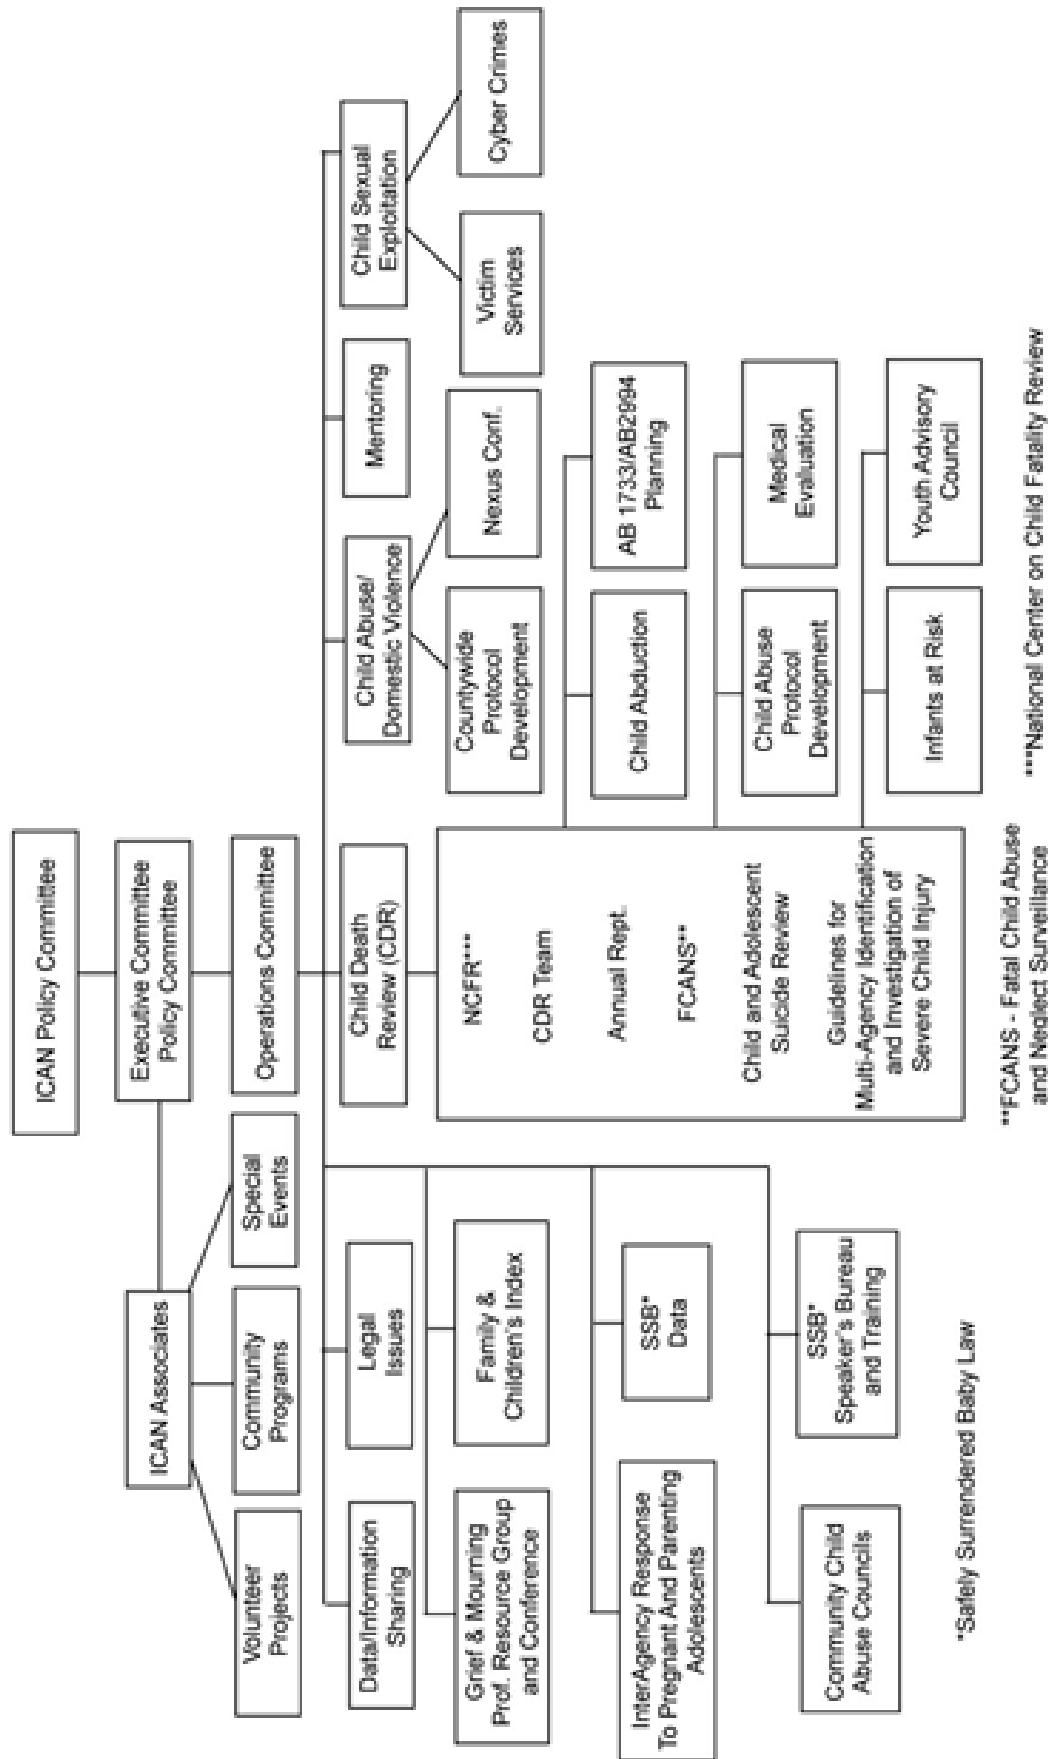 ICAN Policy Committee
Executive Committee
Policy Committee
ICAN Associates
Operations Committee
Volunteer
Projects
Community
Programs
Special
Events
Data/Information
Sharing
Legal
Issues
Child Death
Review (CDR)
Child Abuse/
Domestic Violence
Mentoring
Child Sexual
Exploitation
Grief & Mourning
Prof. Resource Group
and Conference
Family &
Children's Index
Countywide
Protocol
Development
Nexus Conf.
Victim
Services
Cyber Crimes
NCFR***
CDR Team
Annual Rept.
FCANS**
Child and Adolescent
Suicide Review
Guidelines for
Multi-Agency Identification
and Investigation of
Severe Child Injury
InterAgency Response
To Pregnant And Parenting
Adolescents
SSB*
Data
Child Abduction
AB 1733/AB2994
Planning
Community Child
Abuse Councils
SSB*
Speaker's Bureau
and Training
Child Abuse
Protocol
Development
Medical
Evaluation
Infants at Risk
Youth Advisory
Council
*Safely Surrendered Baby Law
**FCANS - Fatal Child Abuse
and Neglect Surveillance
***National Center on Child Fatality Review